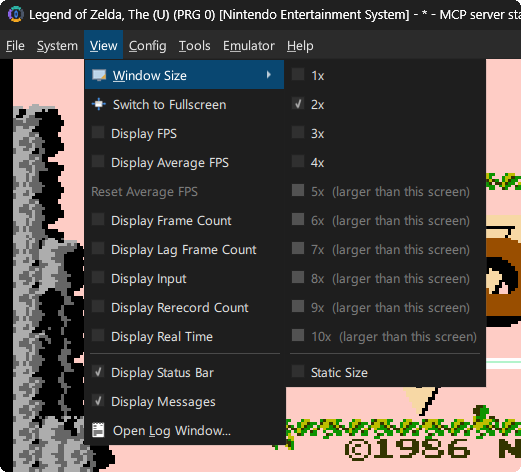 Legend of Zelda, The (U) (PRG 0) [Nintendo Entertainment System] - * - MCP server sta
File System View Config Tools Emulator Help
Window Size
Switch to Fullscreen
Display FPS
Display Average FPS
Reset Average FPS
Display Frame Count
Display Lag Frame Count
Display Input
Display Rerecord Count
Display Real Time
Display Status Bar
Display Messages
Open Log Window...
1x
2x
3x
4x
5x (larger than this screen)
6x (larger than this screen)
7x (larger than this screen)
8x (larger than this screen)
9x (larger than this screen)
10x (larger than this screen)
Static Size
©1986 N